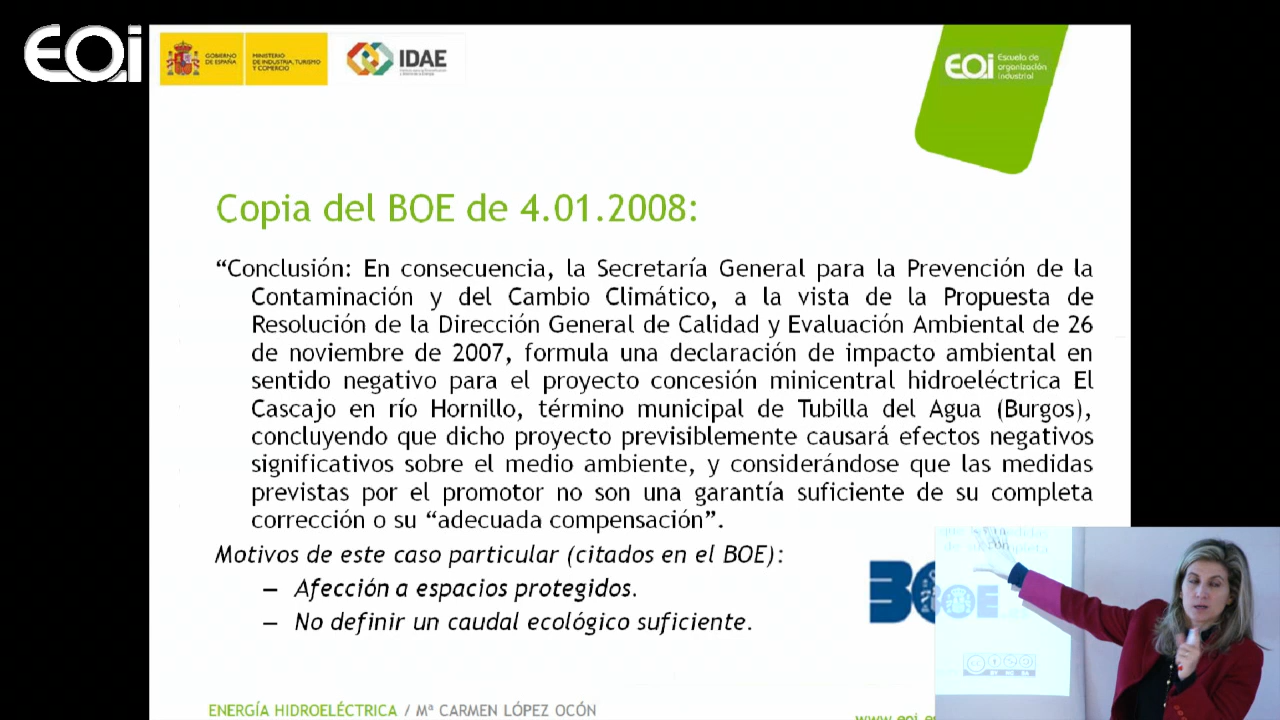 EOi
GOBIERNO
DE ESPAÑA
MINISTERIO
DE INDUSTRIA, TURISMO
Y COMERCIO
IDAE
EOi
Escuela de
organización
industrial
Copia del BOE de 4.01.2008:
“Conclusión: En consecuencia, la Secretaría General para la Prevención de la
Contaminación y del Cambio Climático, a la vista de la Propuesta de
Resolución de la Dirección General de Calidad y Evaluación Ambiental de 26
de noviembre de 2007, formula una declaración de impacto ambiental en
sentido negativo para el proyecto concesión minicentral hidroeléctrica El
Cascajo en río Hornillo, término municipal de Tubilla del Agua (Burgos),
concluyendo que dicho proyecto previsiblemente causará efectos negativos
significativos sobre el medio ambiente, y considerándose que las medidas
previstas por el promotor no son una garantía suficiente de su completa
corrección o su “adecuada compensación”.
Motivos de este caso particular (citados en el BOE):
– Afección a espacios protegidos.
– No definir un caudal ecológico suficiente.
BOE
ENERGÍA HIDROELÉCTRICA / Mª CARMEN LÓPEZ OCÓN